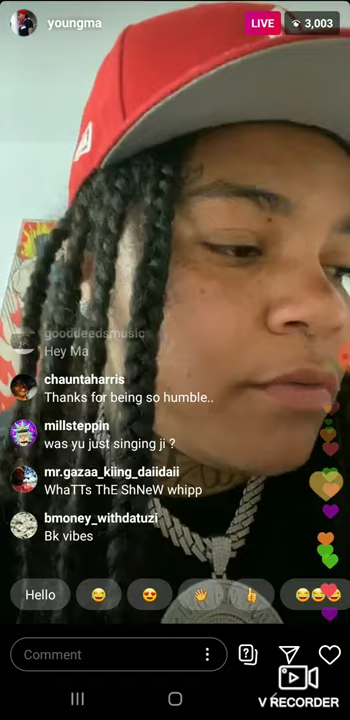 youngma
LIVE
3,003
gooddeedsmusic
Hey Ma
chauntaharris
Thanks for being so humble..
millsteppin
was yu just singing ji ?
mr.gazaa_kiing_daiidaii
WhaTTs ThE ShNeW whipp
bmoney_withdatuzi
Bk vibes
Hello
Comment
V RECORDER